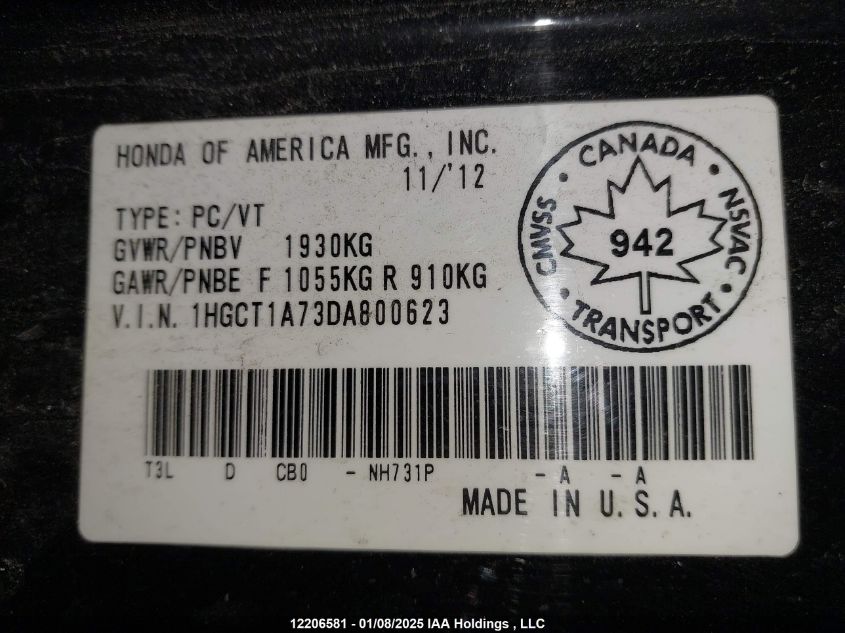 HONDA OF AMERICA MFG., INC.
11/'12
TYPE: PC/VT
GVWR/PNBV 1930KG
GAWR/PNBE F 1055KG R 910KG
V.I.N. 1HGCT1A73DA800623
CANADA
CMVSS
NSVAC
942
TRANSPORT
T3L D CB0 - NH731P - A - A
MADE IN U.S.A.
12206581 - 01/08/2025 IAA Holdings , LLC